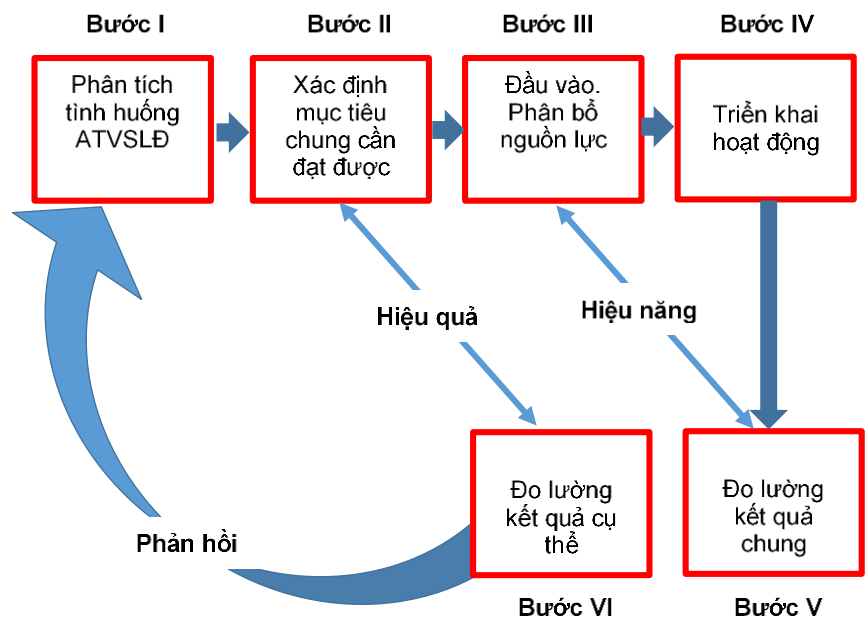 Bước I
Bước II
Bước III
Bước IV
Phân tích
tình huống
ATVSLĐ
Xác định
mục tiêu
chung cần
đạt được
Đầu vào.
Phân bổ
nguồn lực
Triển khai
hoạt động
Hiệu quả
Hiệu năng
Đo lường
kết quả cụ
thể
Đo lường
kết quả
chung
Phản hồi
Bước VI
Bước V